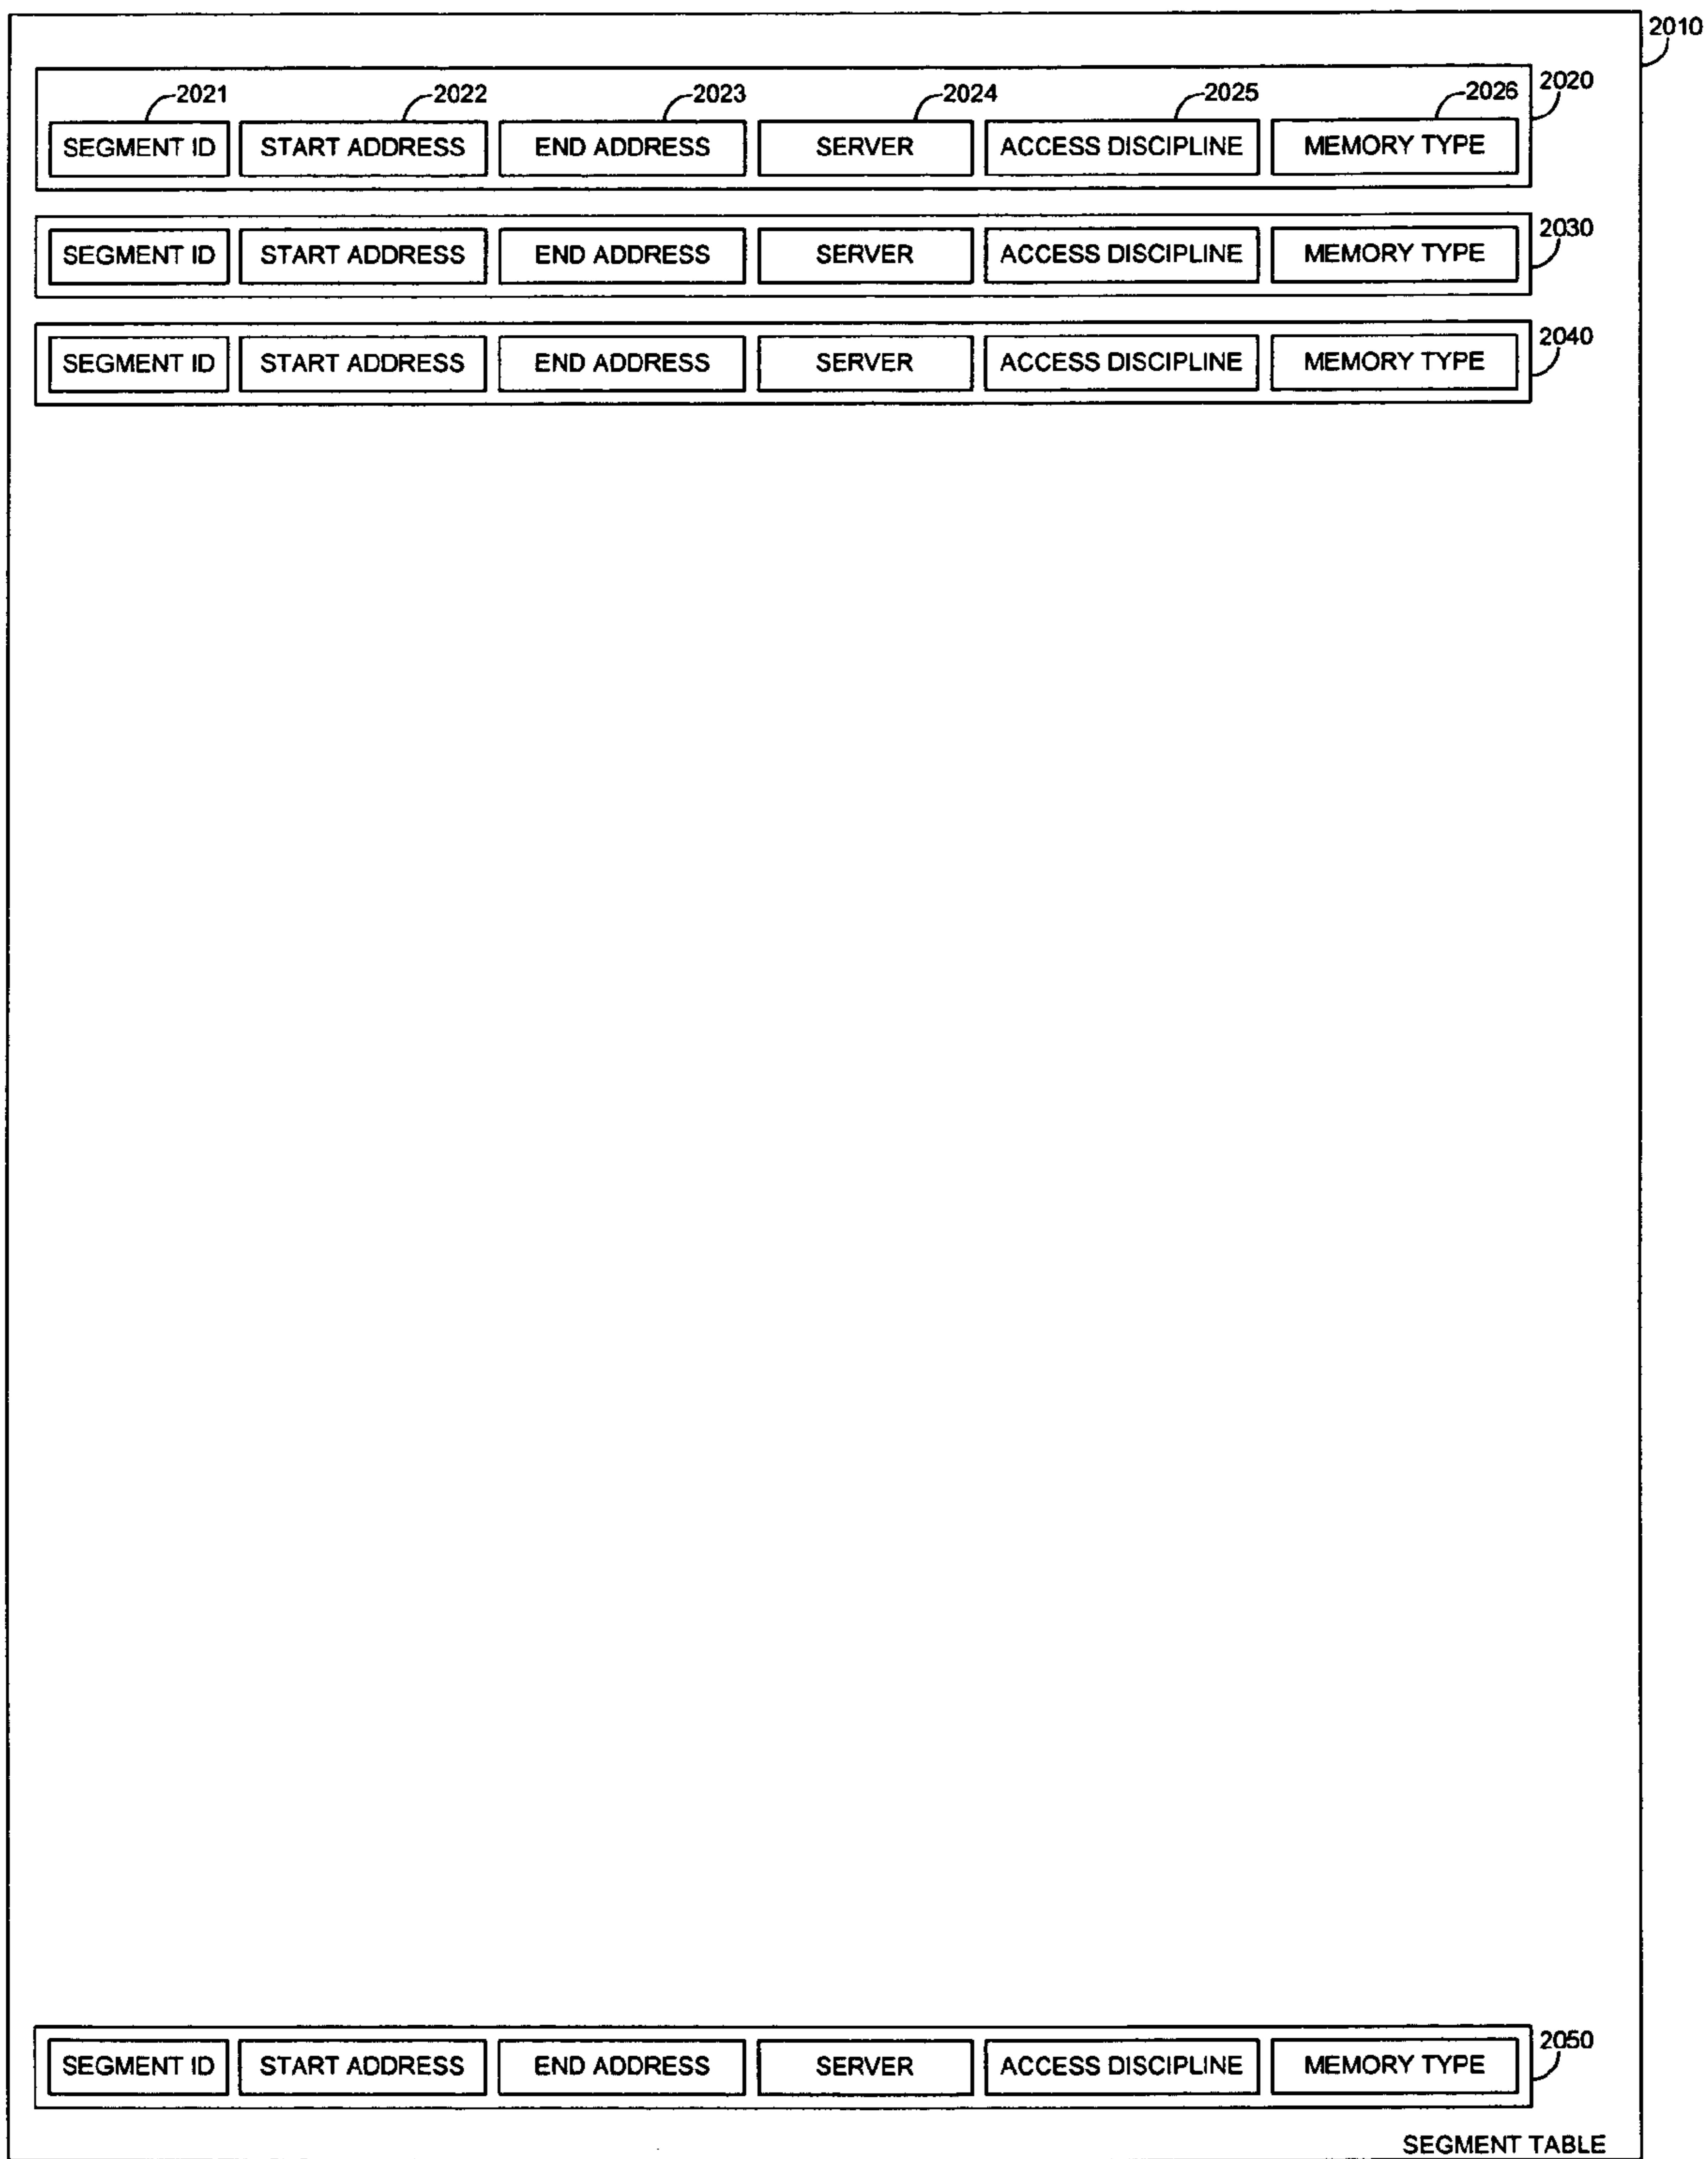 2010
2020
2021 2022 2023 2024 2025 2026
SEGMENT ID START ADDRESS END ADDRESS SERVER ACCESS DISCIPLINE MEMORY TYPE
2030
SEGMENT ID START ADDRESS END ADDRESS SERVER ACCESS DISCIPLINE MEMORY TYPE
2040
SEGMENT ID START ADDRESS END ADDRESS SERVER ACCESS DISCIPLINE MEMORY TYPE
2050
SEGMENT ID START ADDRESS END ADDRESS SERVER ACCESS DISCIPLINE MEMORY TYPE
SEGMENT TABLE